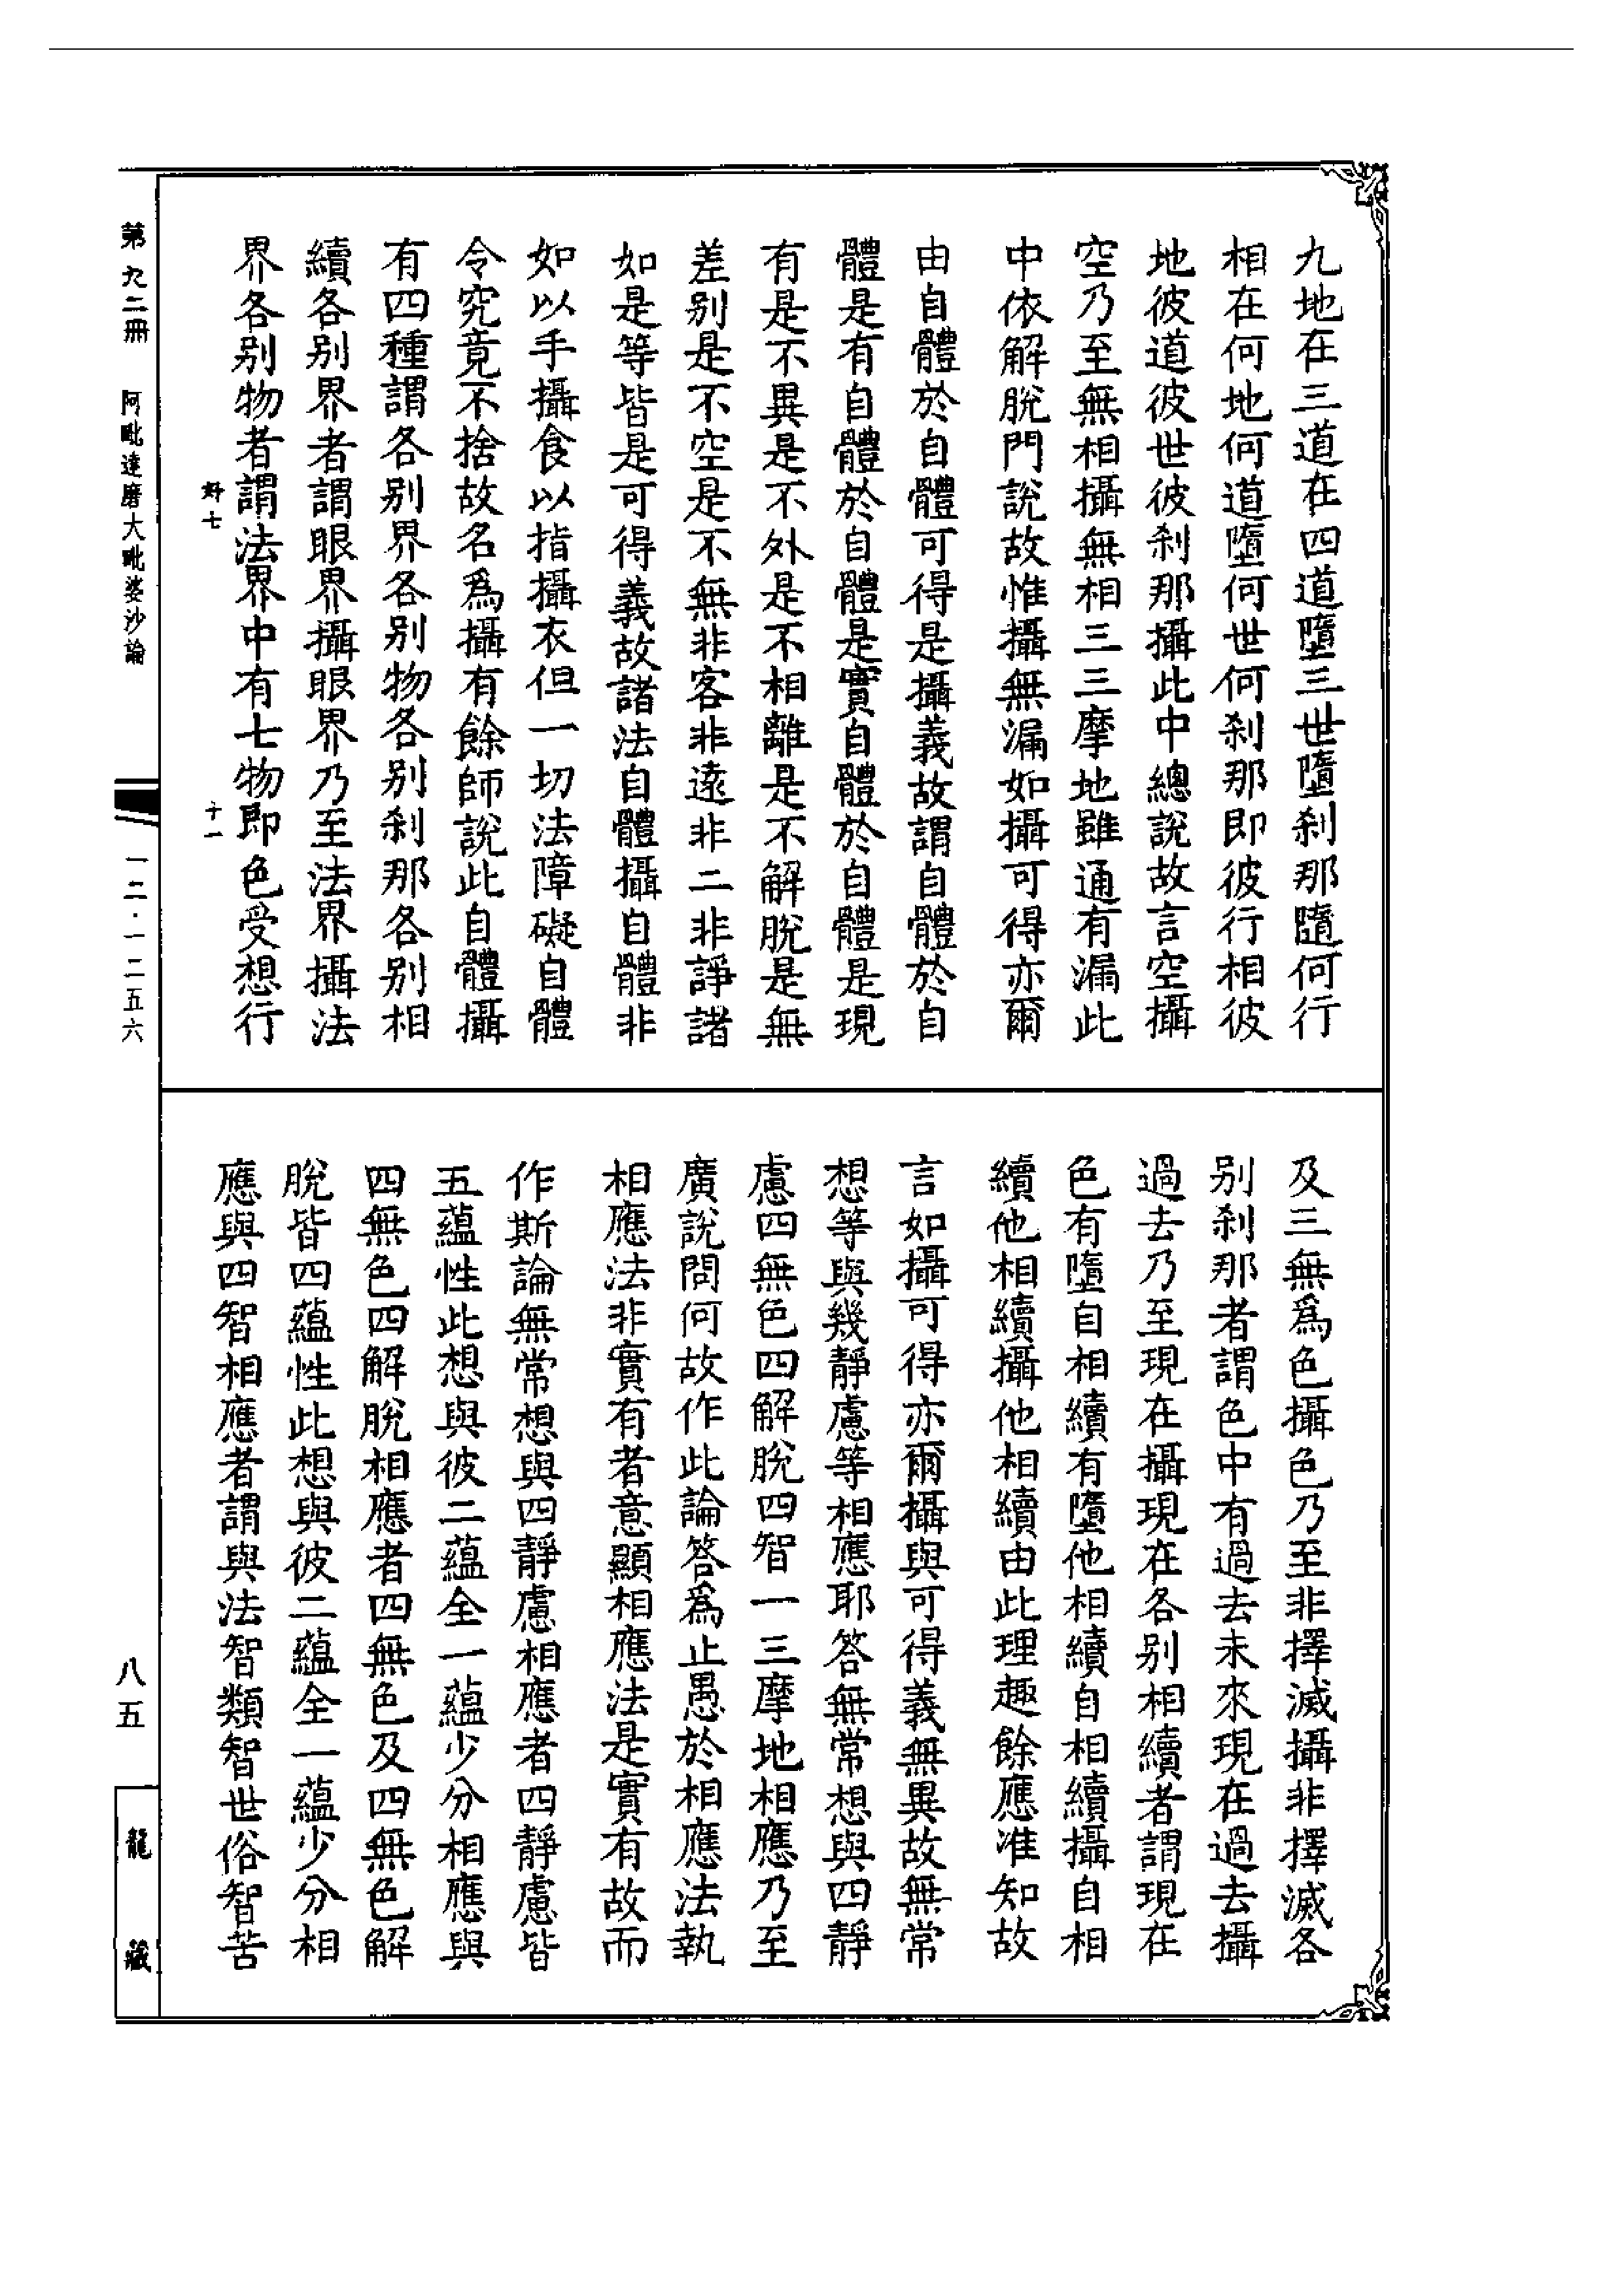 九地在三道在四道墮三世墮刹那隨何行
相在何地何道墮何世何刹那即彼行相彼
地彼道彼世彼刹那攝此中總說故言空攝
空乃至無相攝無相三三摩地雖通有漏此
中依解脫門說故惟攝無漏如攝可得亦爾
由自體於自體可得是攝義故謂自體於自
體是有自體於自體是實自體於自體是現
有是不異是不外是不相離是不解脫是無
差別是不空是不無非客非遠非二非諍諸
如是等皆是可得義故諸法自體攝自體非
如以手攝食以指攝衣但一切法障礙自體
令究竟不捨故名爲攝有餘師說此自體攝
有四種謂各別界各別物各別刹那各別相
續各別界者謂眼界攝眼界乃至法界攝法
界各別物者謂法界中有七物即色受想行
好七 十一
及三無爲色攝色乃至非擇滅攝非擇滅各
別刹那者謂色中有過去未來現在過去攝
過去乃至現在攝現在各別相續者謂現在
色有墮自相續有墮他相續自相續攝自相
續他相續攝他相續由此理趣餘應准知故
言如攝可得亦爾攝與可得義無異故無常
想等與幾靜慮等相應耶答無常想與四靜
慮四無色四解脫四智一三摩地相應乃至
廣說問何故作此論答爲止愚於相應法執
相應法非實有者意顯相應法是實有故而
作斯論無常想與四靜慮相應者四靜慮皆
五蘊性此想與彼二蘊全一蘊少分相應與
四無色四解脫相應者四無色及四無色解
脫皆四蘊性此想與彼二蘊全一蘊少分相
應與四智相應者謂與法智類智世俗智苦
第九二冊 阿毗達磨大毗婆沙論 一二·一二五六 八五 龍藏